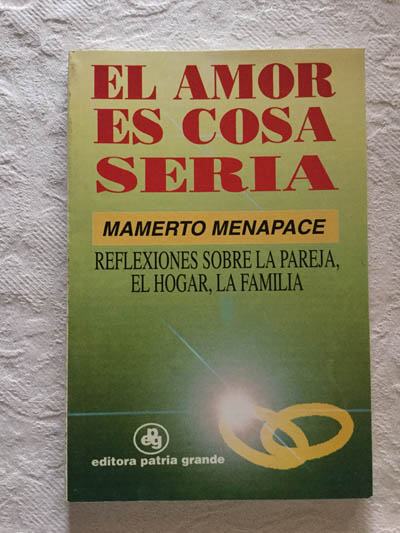 EL AMOR
ES COSA
SERIA
MAMERTO MENAPACE
REFLEXIONES SOBRE LA PAREJA,
EL HOGAR, LA FAMILIA
epg
editora patria grande